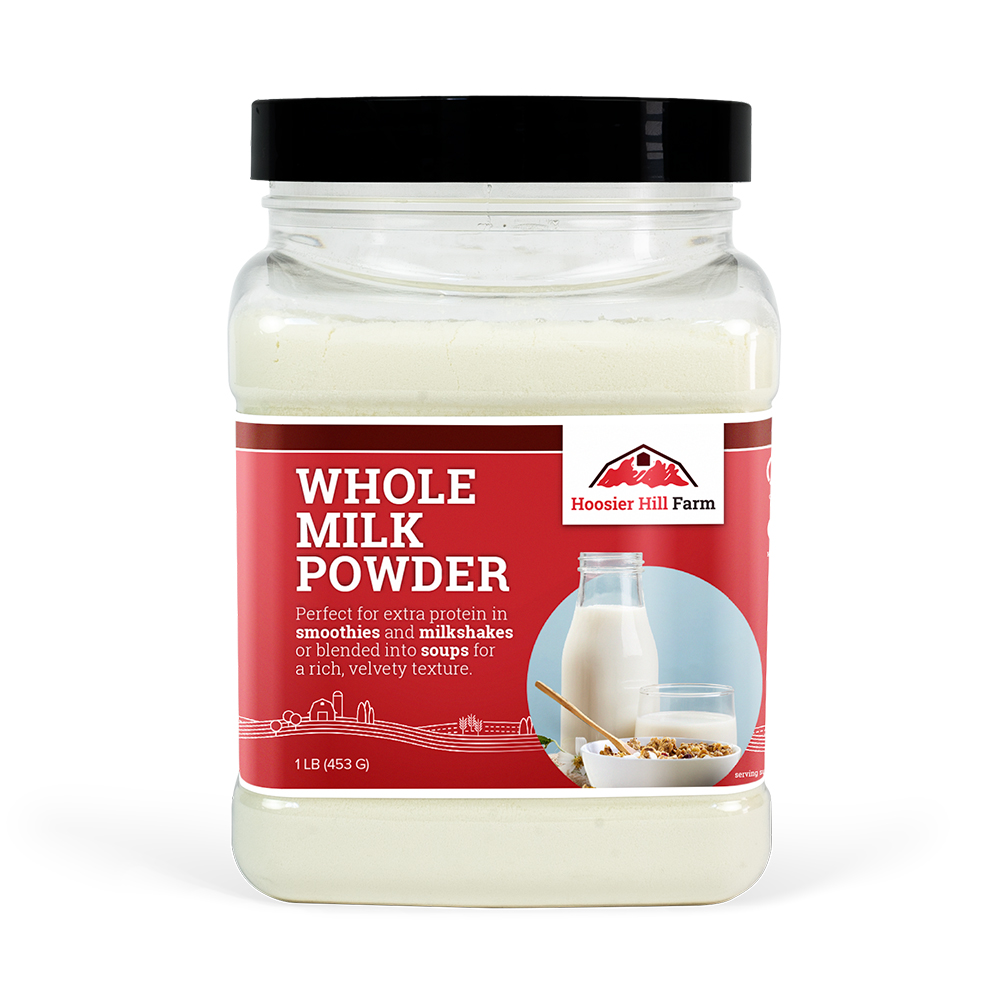 Hoosier Hill Farm
WHOLE
MILK
POWDER
Perfect for extra protein in
smoothies and milkshakes
or blended into soups for
a rich, velvety texture.
1 LB (453 G)
serving